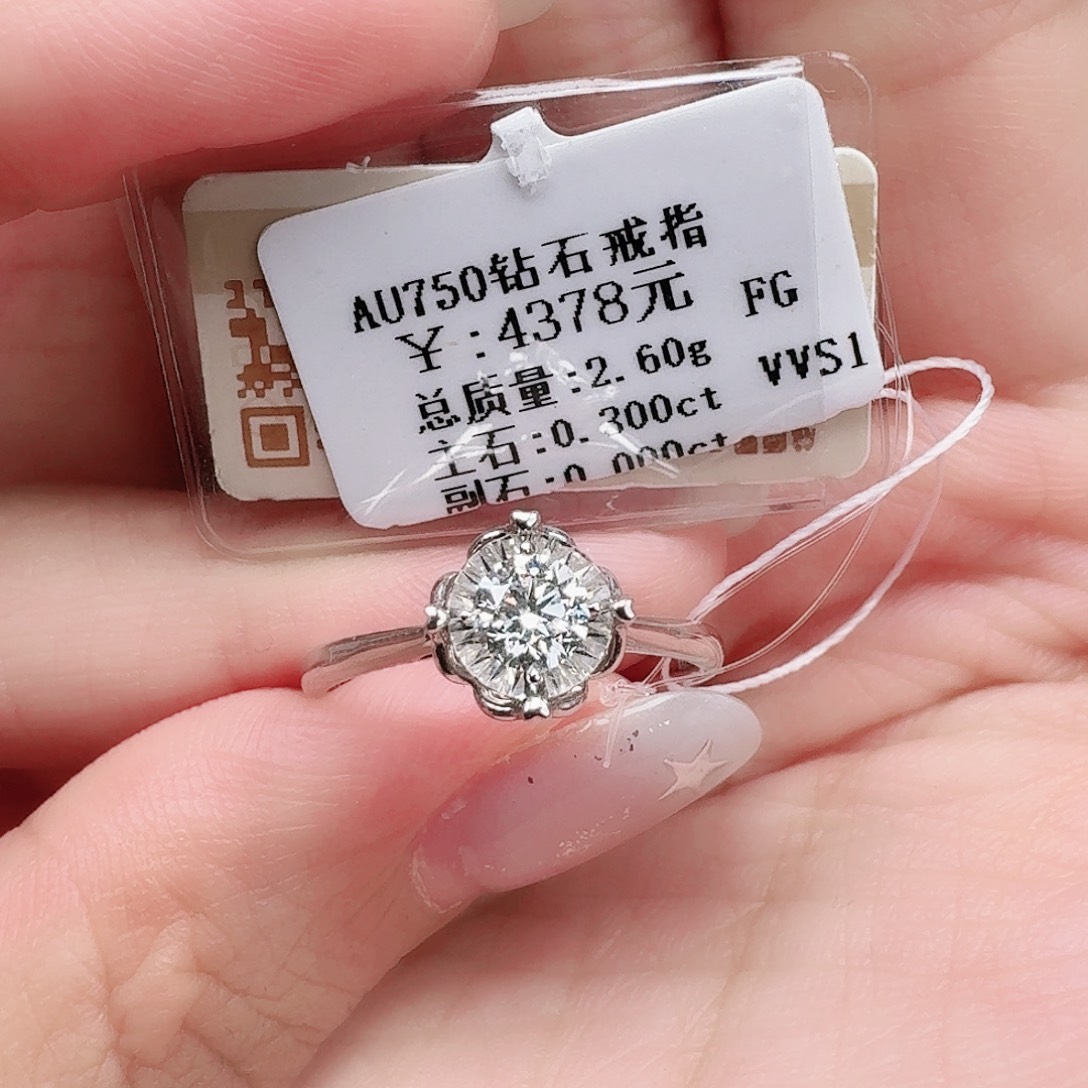 AU750钻石戒指
￥:4378元 FG
总质量:2.60g VVS1
主石:0.300ct
副石:0.000ct